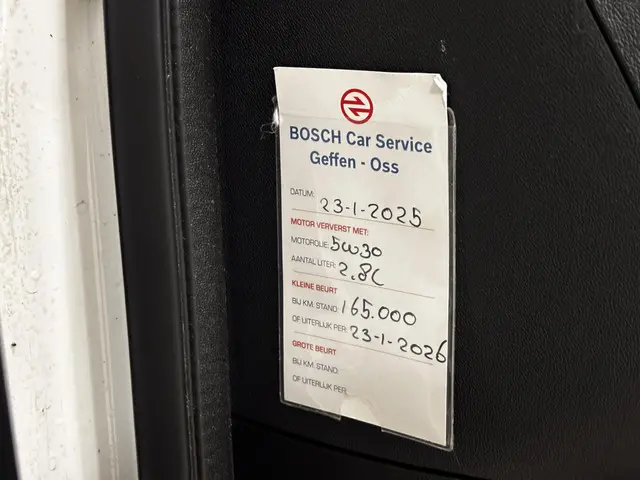 BOSCH Car Service
Geffen - Oss
DATUM: 23-1-2025
MOTOR VERVERST MET:
MOTOROLIE: 5W30
AANTAL LITER: 2.8L
KLEINE BEURT
BIJ KM. STAND: 165.000
OF UITERLIJK PER: 23-1-2026
GROTE BEURT
BIJ KM. STAND:
OF UITERLIJK PER: